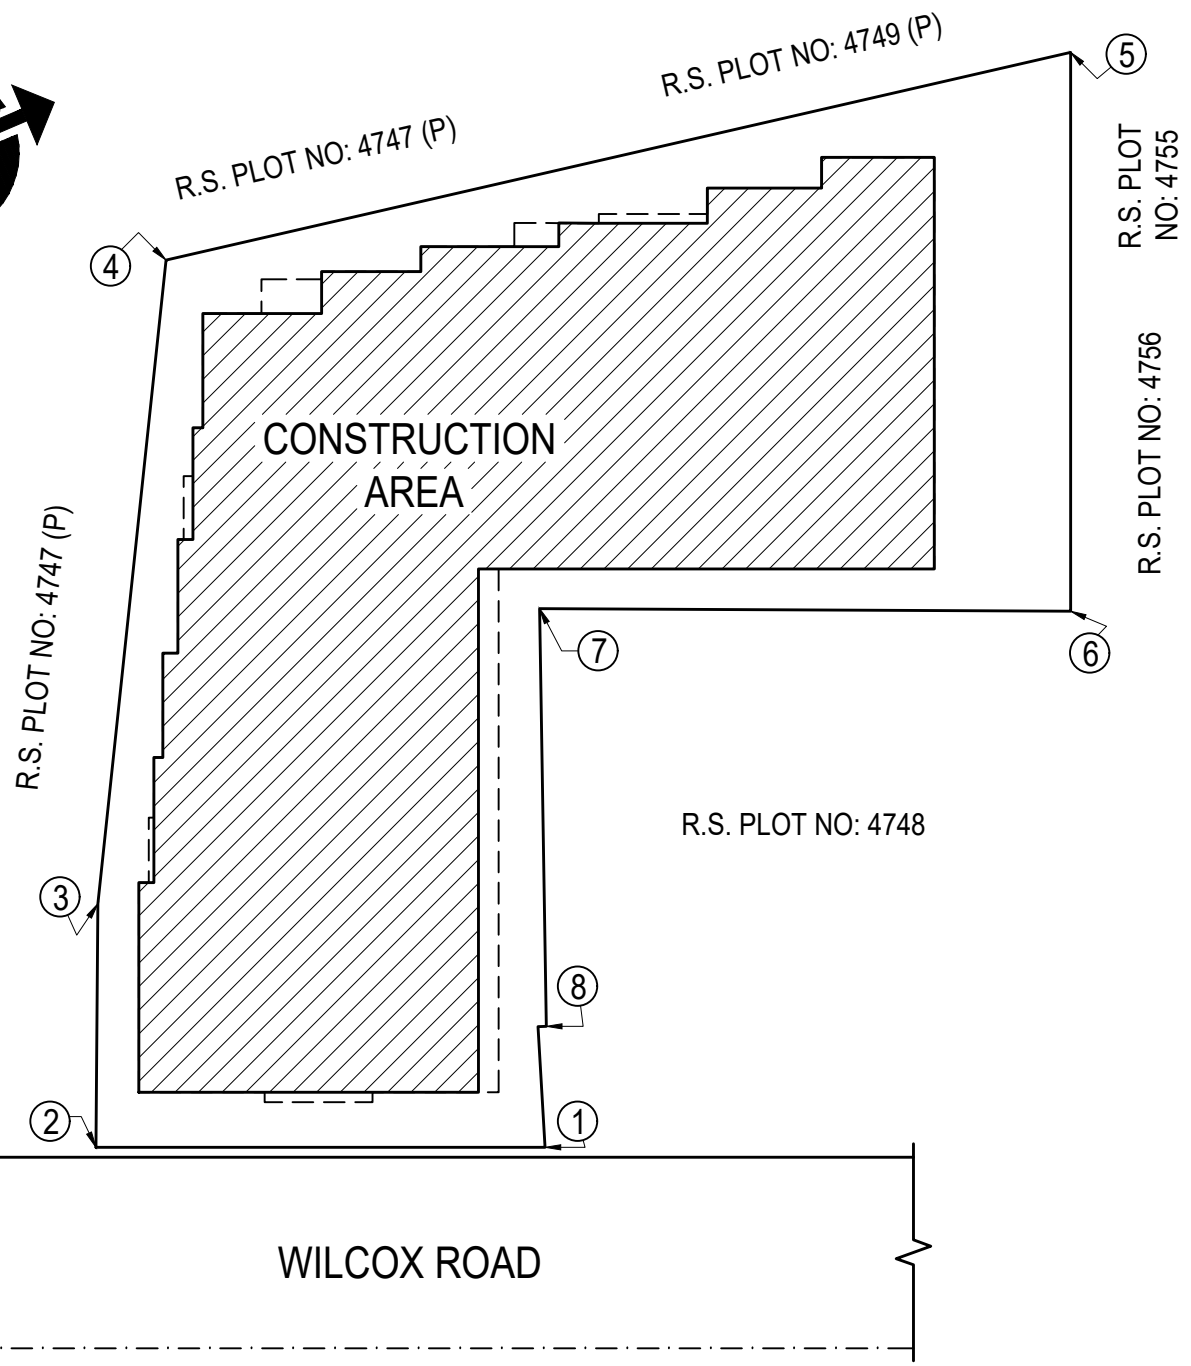 R.S. PLOT NO: 4749 (P)
5
R.S. PLOT NO: 4747 (P)
R.S. PLOT
NO: 4755
4
R.S. PLOT NO: 4756
CONSTRUCTION
AREA
R.S. PLOT NO: 4747 (P)
7
6
R.S. PLOT NO: 4748
3
8
2
1
WILCOX ROAD